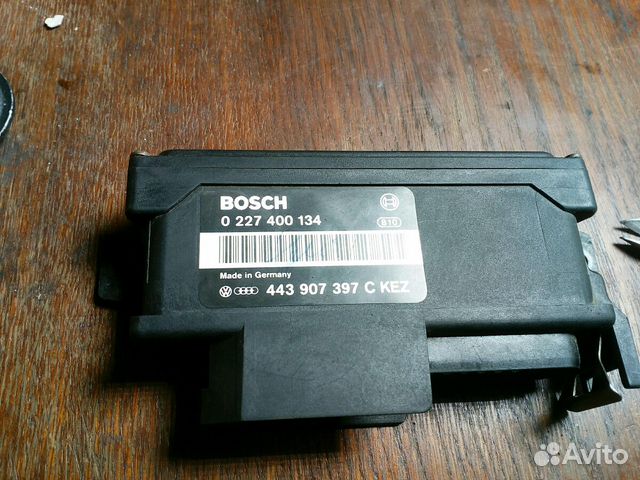 BOSCH
0 227 400 134
810
Made in Germany
443 907 397 C KEZ
Avito